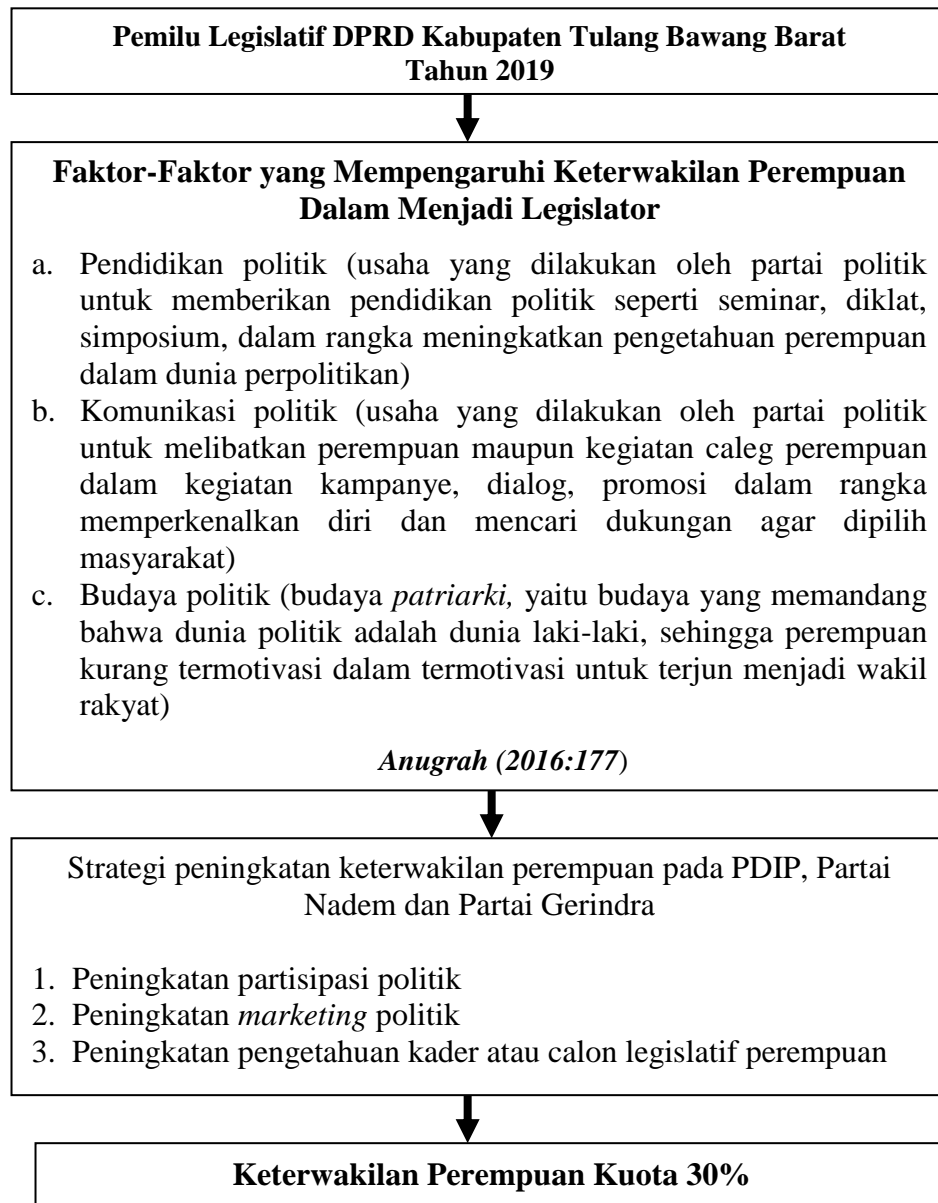 Pemilu Legislatif DPRD Kabupaten Tulang Bawang Barat
Tahun 2019
Faktor-Faktor yang Mempengaruhi Keterwakilan Perempuan
Dalam Menjadi Legislator
a. Pendidikan politik (usaha yang dilakukan oleh partai politik
untuk memberikan pendidikan politik seperti seminar, diklat,
simposium, dalam rangka meningkatkan pengetahuan perempuan
dalam dunia perpolitikan)
b. Komunikasi politik (usaha yang dilakukan oleh partai politik
untuk melibatkan perempuan maupun kegiatan caleg perempuan
dalam kegiatan kampanye, dialog, promosi dalam rangka
memperkenalkan diri dan mencari dukungan agar dipilih
masyarakat)
c. Budaya politik (budaya patriarki, yaitu budaya yang memandang
bahwa dunia politik adalah dunia laki-laki, sehingga perempuan
kurang termotivasi dalam termotivasi untuk terjun menjadi wakil
rakyat)
Anugrah (2016:177)
Strategi peningkatan keterwakilan perempuan pada PDIP, Partai
Nadem dan Partai Gerindra
1. Peningkatan partisipasi politik
2. Peningkatan marketing politik
3. Peningkatan pengetahuan kader atau calon legislatif perempuan
Keterwakilan Perempuan Kuota 30%